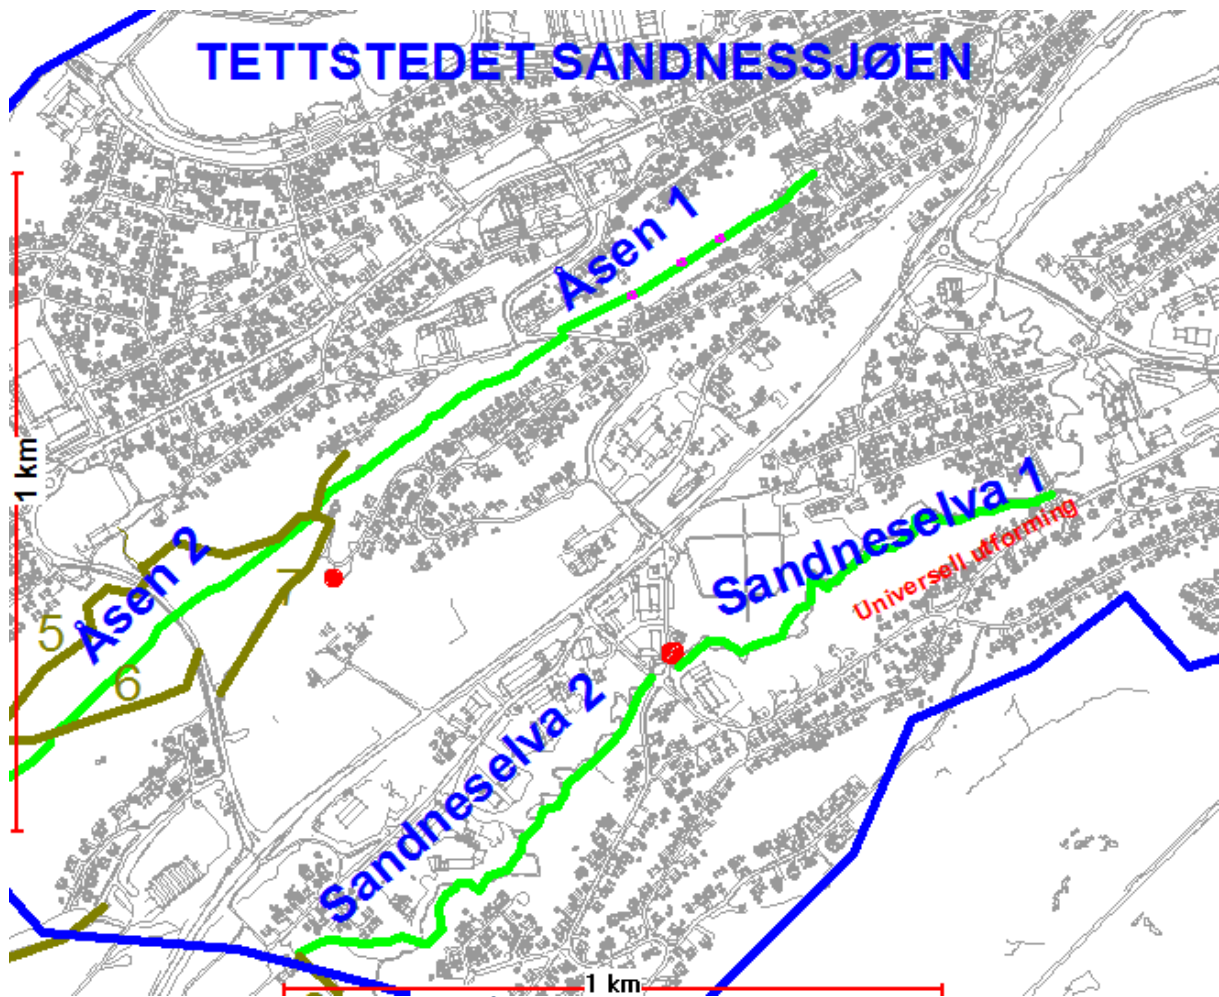 TETTSTEDET SANDNESSJØEN
Åsen 1
1 km
Sandneselva 1
Universell utforming
Åsen 2
7
5
6
Sandneselva 2
1 km